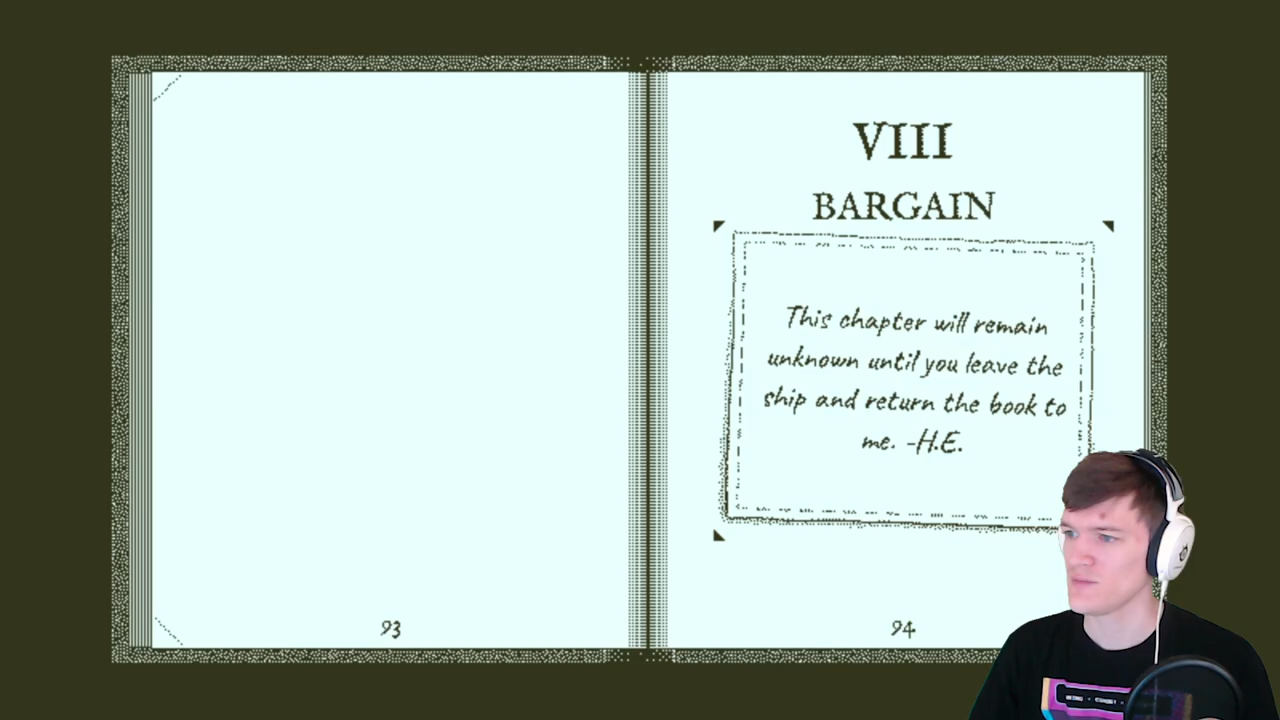 VIII
BARGAIN
This chapter will remain
unknown until you leave the
ship and return the book to
me. -H.E.
93
94